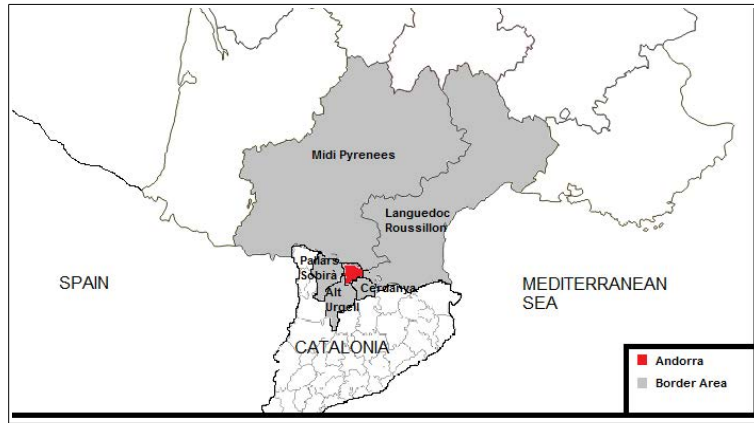 Midi Pyrenees
Languedoc
Roussillon
Pallars
Sobirà
Cerdanya
Alt
Urgell
SPAIN
MEDITERRANEAN
SEA
CATALONIA
Andorra
Border Area